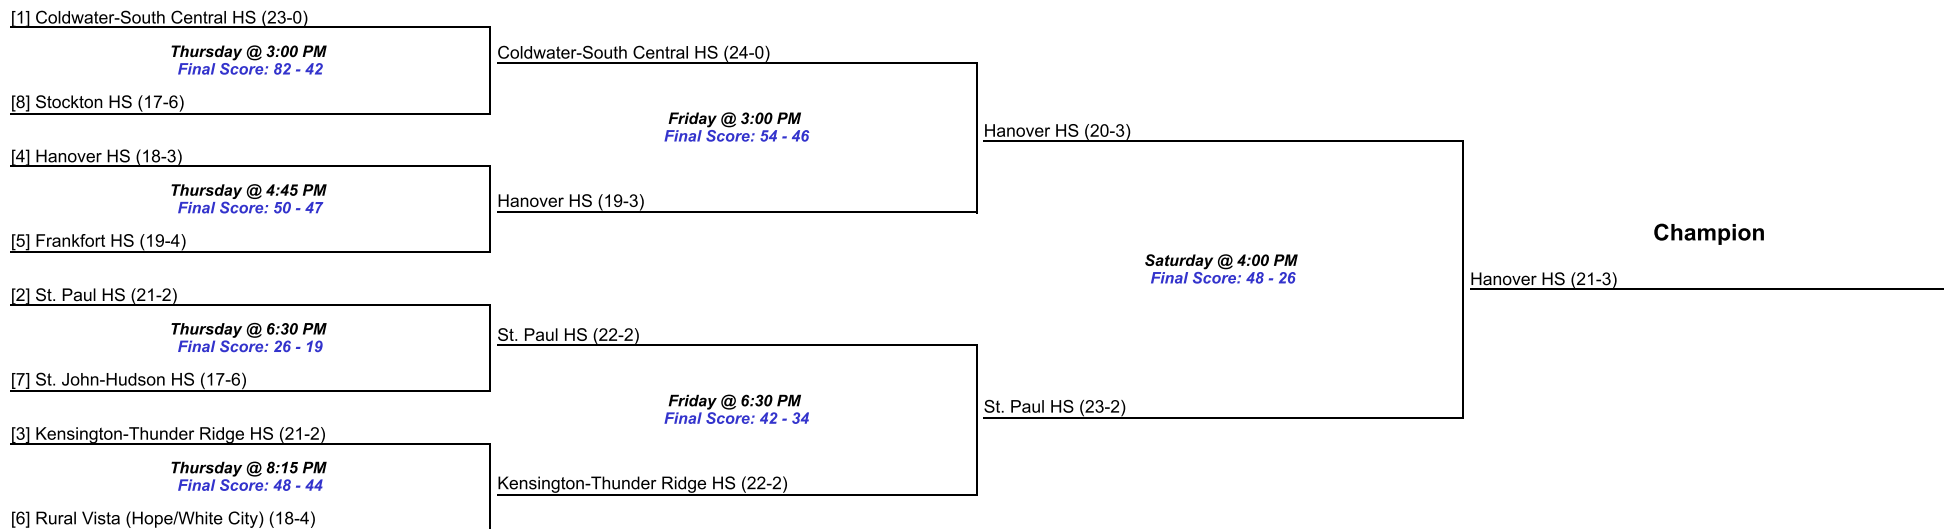 [1] Coldwater-South Central HS (23-0)
Thursday @ 3:00 PM
Final Score: 82 - 42
[8] Stockton HS (17-6)
[4] Hanover HS (18-3)
Thursday @ 4:45 PM
Final Score: 50 - 47
[5] Frankfort HS (19-4)
[2] St. Paul HS (21-2)
Thursday @ 6:30 PM
Final Score: 26 - 19
[7] St. John-Hudson HS (17-6)
[3] Kensington-Thunder Ridge HS (21-2)
Thursday @ 8:15 PM
Final Score: 48 - 44
[6] Rural Vista (Hope/White City) (18-4)
Coldwater-South Central HS (24-0)
Friday @ 3:00 PM
Final Score: 54 - 46
Hanover HS (19-3)
St. Paul HS (22-2)
Friday @ 6:30 PM
Final Score: 42 - 34
Kensington-Thunder Ridge HS (22-2)
Hanover HS (20-3)
Saturday @ 4:00 PM
Final Score: 48 - 26
St. Paul HS (23-2)
Champion
Hanover HS (21-3)